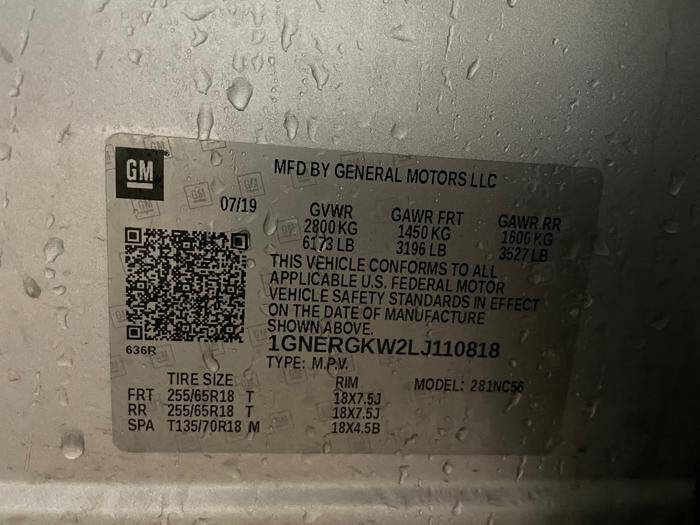 GM
MFD BY GENERAL MOTORS LLC
07/19
GVWR GAWR FRT GAWR RR
2800 KG 1450 KG 1600 KG
6173 LB 3196 LB 3527 LB
THIS VEHICLE CONFORMS TO ALL
APPLICABLE U.S. FEDERAL MOTOR
VEHICLE SAFETY STANDARDS IN EFFECT
ON THE DATE OF MANUFACTURE
SHOWN ABOVE.
636R
1GNERGKW2LJ110818
TYPE: M.P.V.
TIRE SIZE RIM MODEL: 281NC56
FRT 255/65R18 T 18X7.5J
RR 255/65R18 T 18X7.5J
SPA T135/70R18 M 18X4.5B